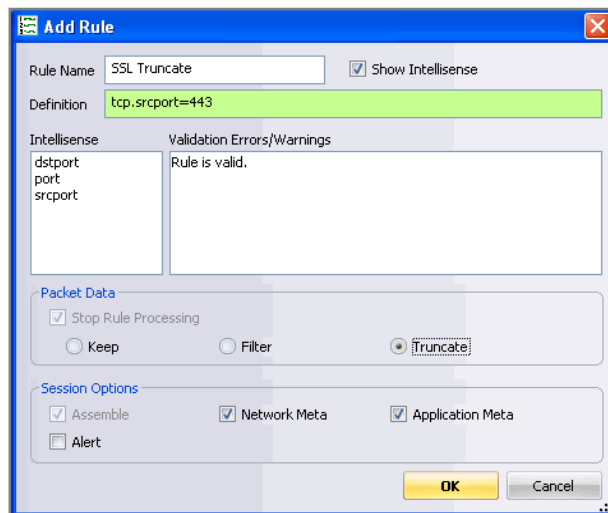 Add Rule
Rule Name SSL Truncate Show Intellisense
Definition tcp.srcport=443
Intellisense Validation Errors/Warnings
dstport Rule is valid.
port
srcport
Packet Data
Stop Rule Processing
Keep Filter Truncate
Session Options
Assemble Network Meta Application Meta
Alert
OK Cancel